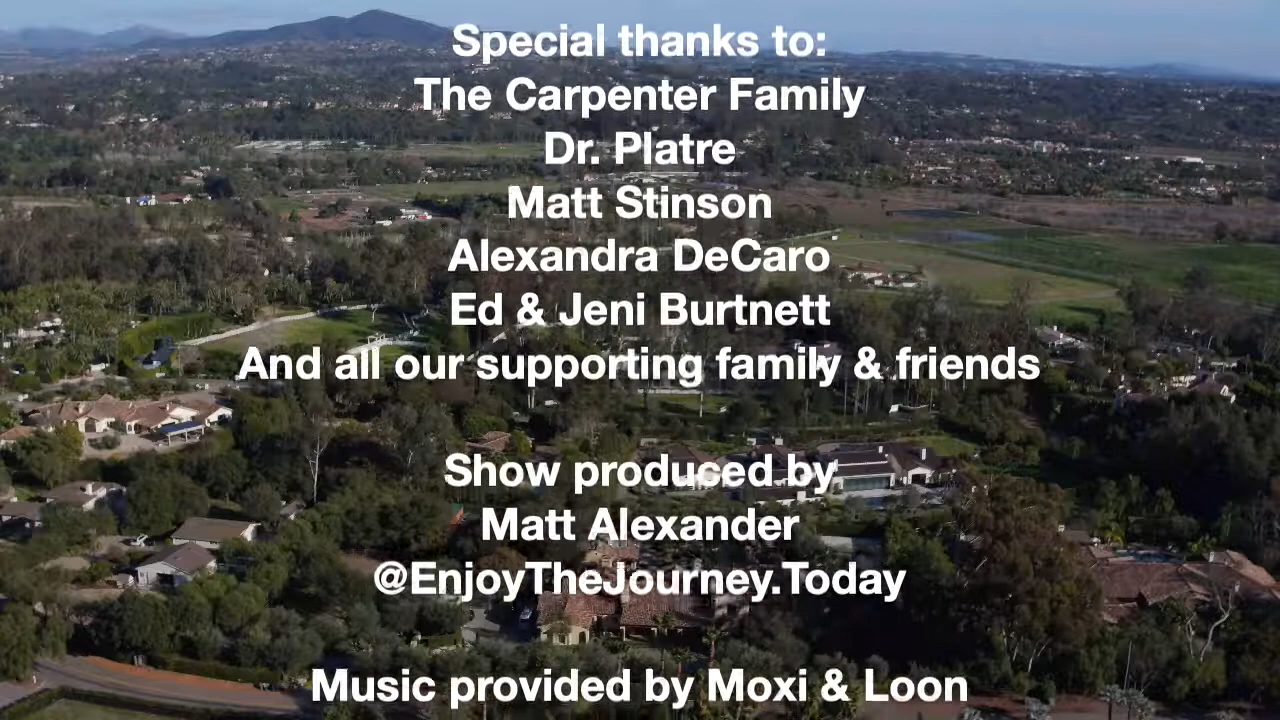 Special thanks to:
The Carpenter Family
Dr. Platre
Matt Stinson
Alexandra DeCaro
Ed & Jeni Burtnett
And all our supporting family & friends
Show produced by
Matt Alexander
@EnjoyTheJourney.Today
Music provided by Moxi & Loon